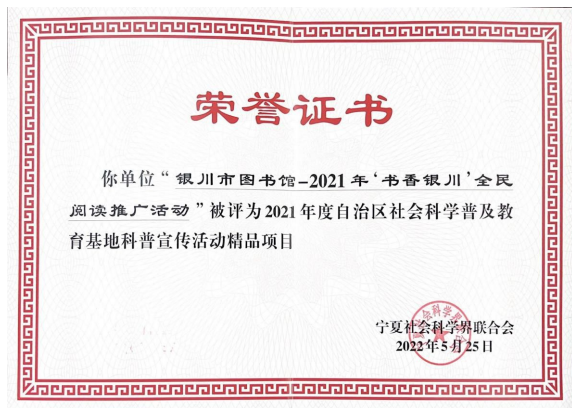 荣誉证书
你单位“银川市图书馆-2021年‘书香银川’全民
阅读推广活动”被评为2021年度自治区社会科学普及教
育基地科普宣传活动精品项目
宁夏社会科学界联合会
2022年5月25日